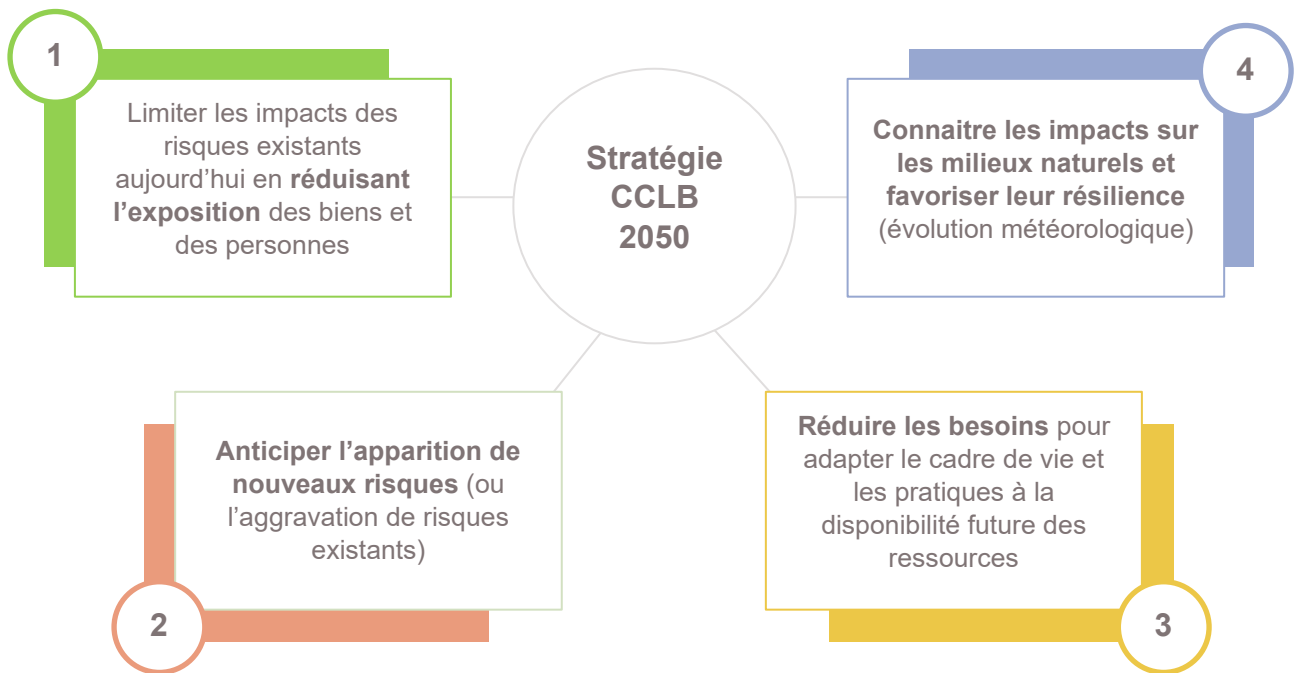 1
Limiter les impacts des
risques existants
aujourd’hui en réduisant
l’exposition des biens et
des personnes
Stratégie
CCLB
2050
4
Connaitre les impacts sur
les milieux naturels et
favoriser leur résilience
(évolution météorologique)
Anticiper l’apparition de
nouveaux risques (ou
l’aggravation de risques
existants)
2
Réduire les besoins pour
adapter le cadre de vie et
les pratiques à la
disponibilité future des
ressources
3